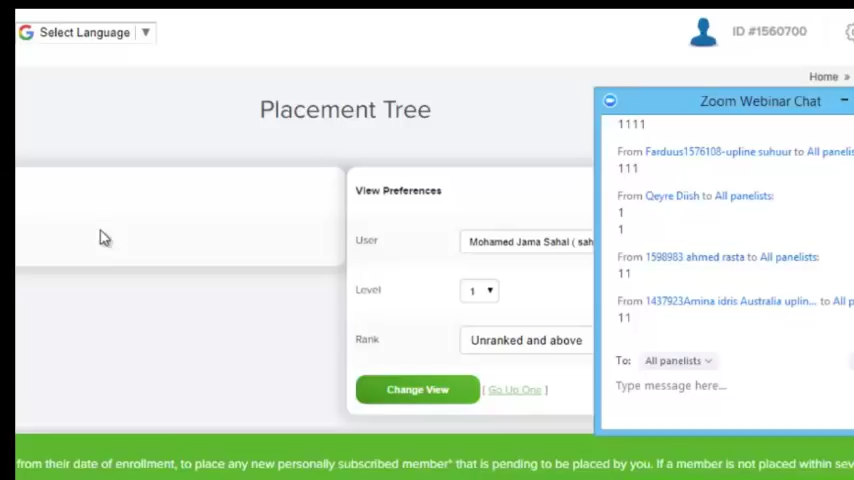 Select Language
ID #1560700
Home »
Placement Tree
Zoom Webinar Chat
1111
From Farduus1576108-upline suhuur to All panelis
111
From Qeyre Diish to All panelists:
1
1
From 1598983 ahmed rasta to All panelists:
11
From 1437923Amina idris Australia uplin... to All p
11
To: All panelists
Type message here...
View Preferences
User
Mohamed Jama Sahal ( sah
Level
1
Rank
Unranked and above
Change View
[ Go Up One ]
from their date of enrollment, to place any new personally subscribed member* that is pending to be placed by you. If a member is not placed within sev